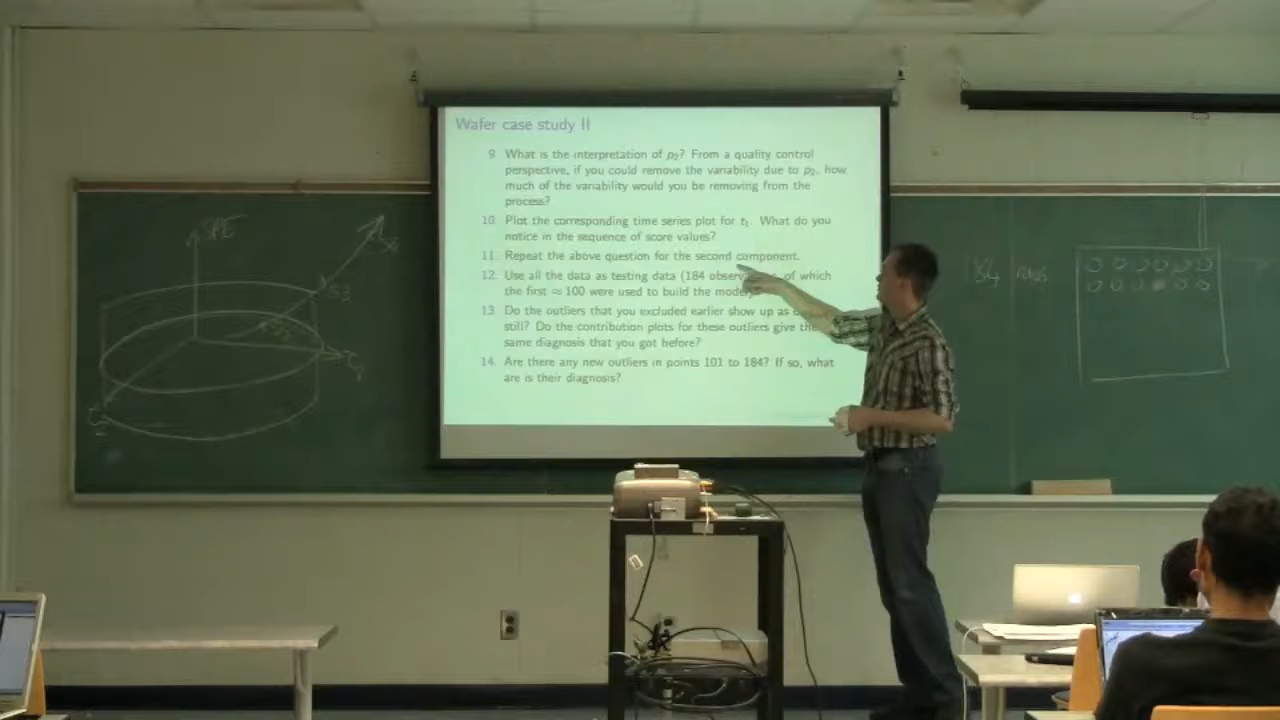 Wafer case study II
9. What is the interpretation of p2? From a quality control
perspective, if you could remove the variability due to p2, how
much of the variability would you be removing from the
process?
10. Plot the corresponding time series plot for t1. What do you
notice in the sequence of score values?
11. Repeat the above question for the second component.
12. Use all the data as testing data (184 of which
the first ≈ 100 were used to build the model
13. Do the outliers that you excluded earlier show up as
still? Do the contribution plots for these outliers give the
same diagnosis that you got before?
14. Are there any new outliers in points 101 to 184? If so, what
are is their diagnosis?
SPE